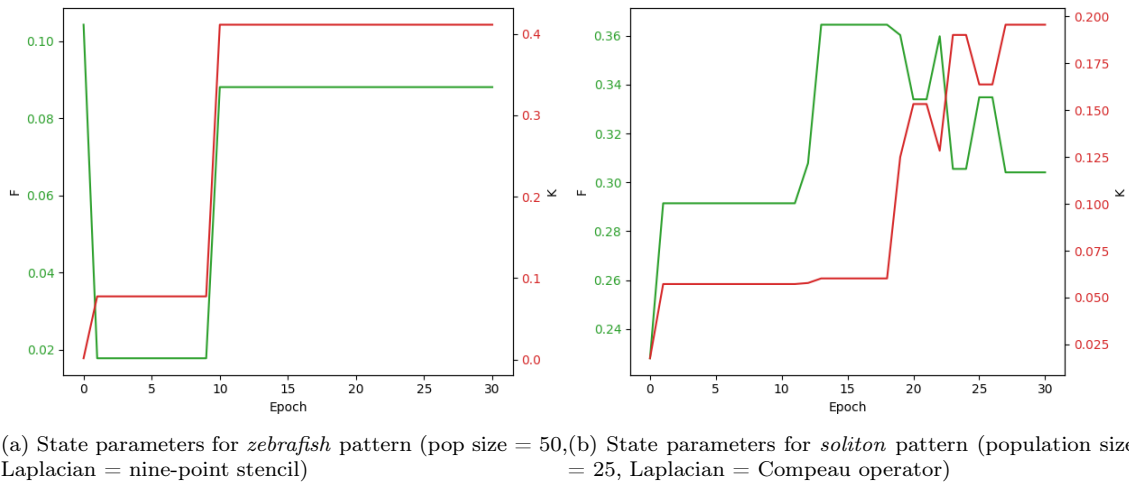 0.10
0.08
0.06
0.04
0.02
F
0.4
0.3
0.2
0.1
0.0
K
0 5 10 15 20 25 30
Epoch
0.36
0.34
0.32
0.30
0.28
0.26
0.24
F
0.200
0.175
0.150
0.125
0.100
0.075
0.050
0.025
K
0 5 10 15 20 25 30
Epoch
(a) State parameters for zebrafish pattern (pop size = 50,
Laplacian = nine-point stencil)
(b) State parameters for soliton pattern (population size
= 25, Laplacian = Compeau operator)